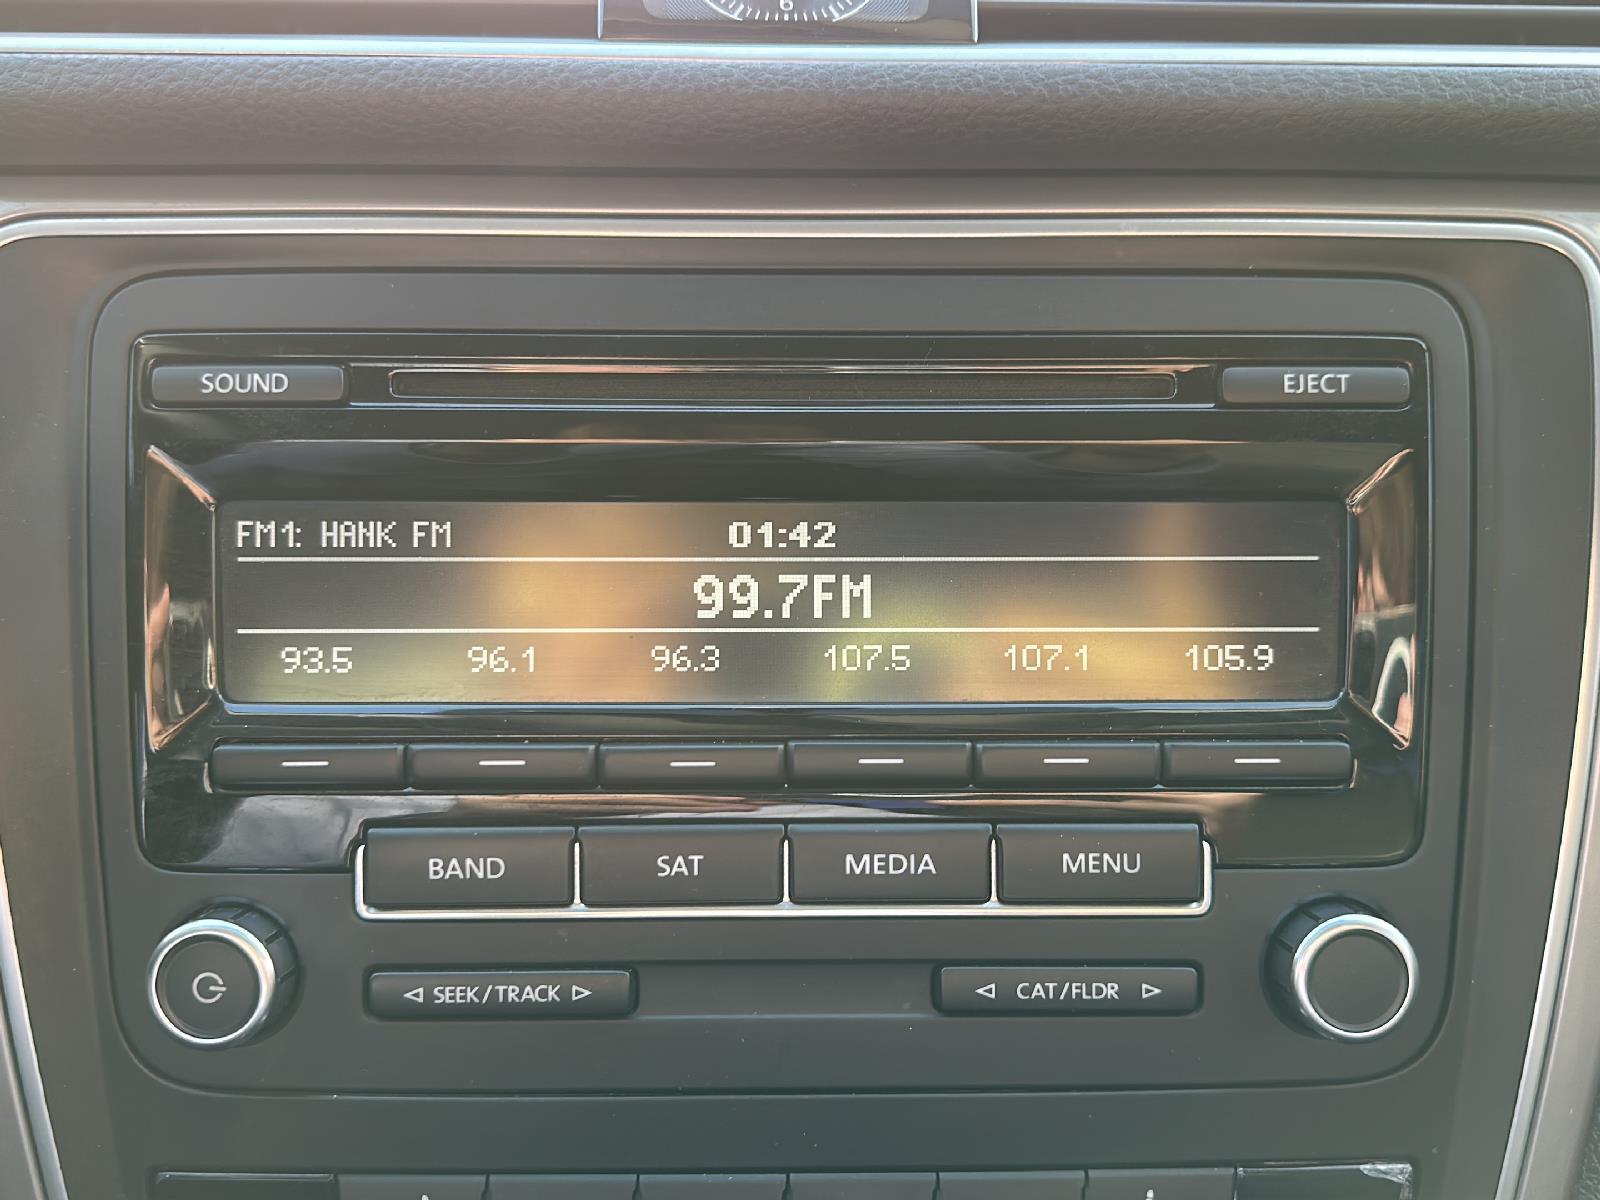 6
SOUND EJECT
FM1: HANK FM 01:42
99.7FM
93.5 96.1 96.3 107.5 107.1 105.9
BAND SAT MEDIA MENU
SEEK/TRACK CAT/FLDR